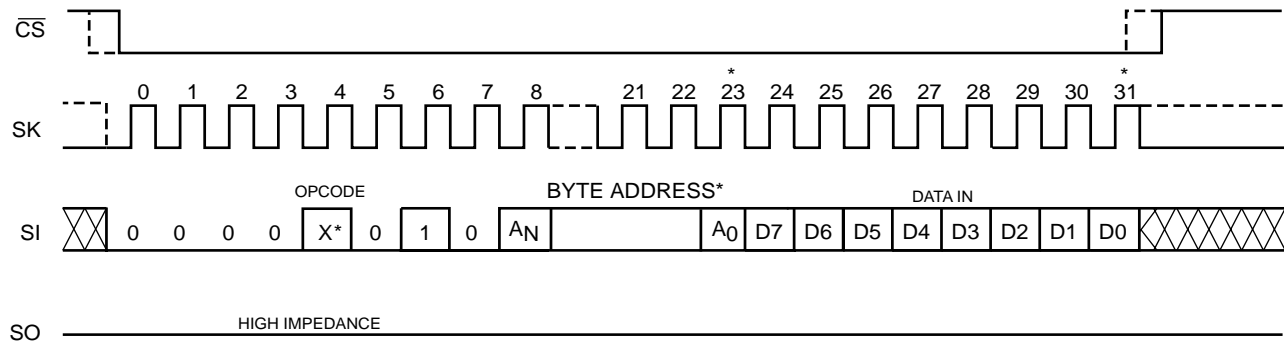 CS
* *
0 1 2 3 4 5 6 7 8 21 22 23 24 25 26 27 28 29 30 31
SK
OPCODE BYTE ADDRESS* DATA IN
SI 0 0 0 0 X* 0 1 0 AN A0 D7 D6 D5 D4 D3 D2 D1 D0
HIGH IMPEDANCE
SO